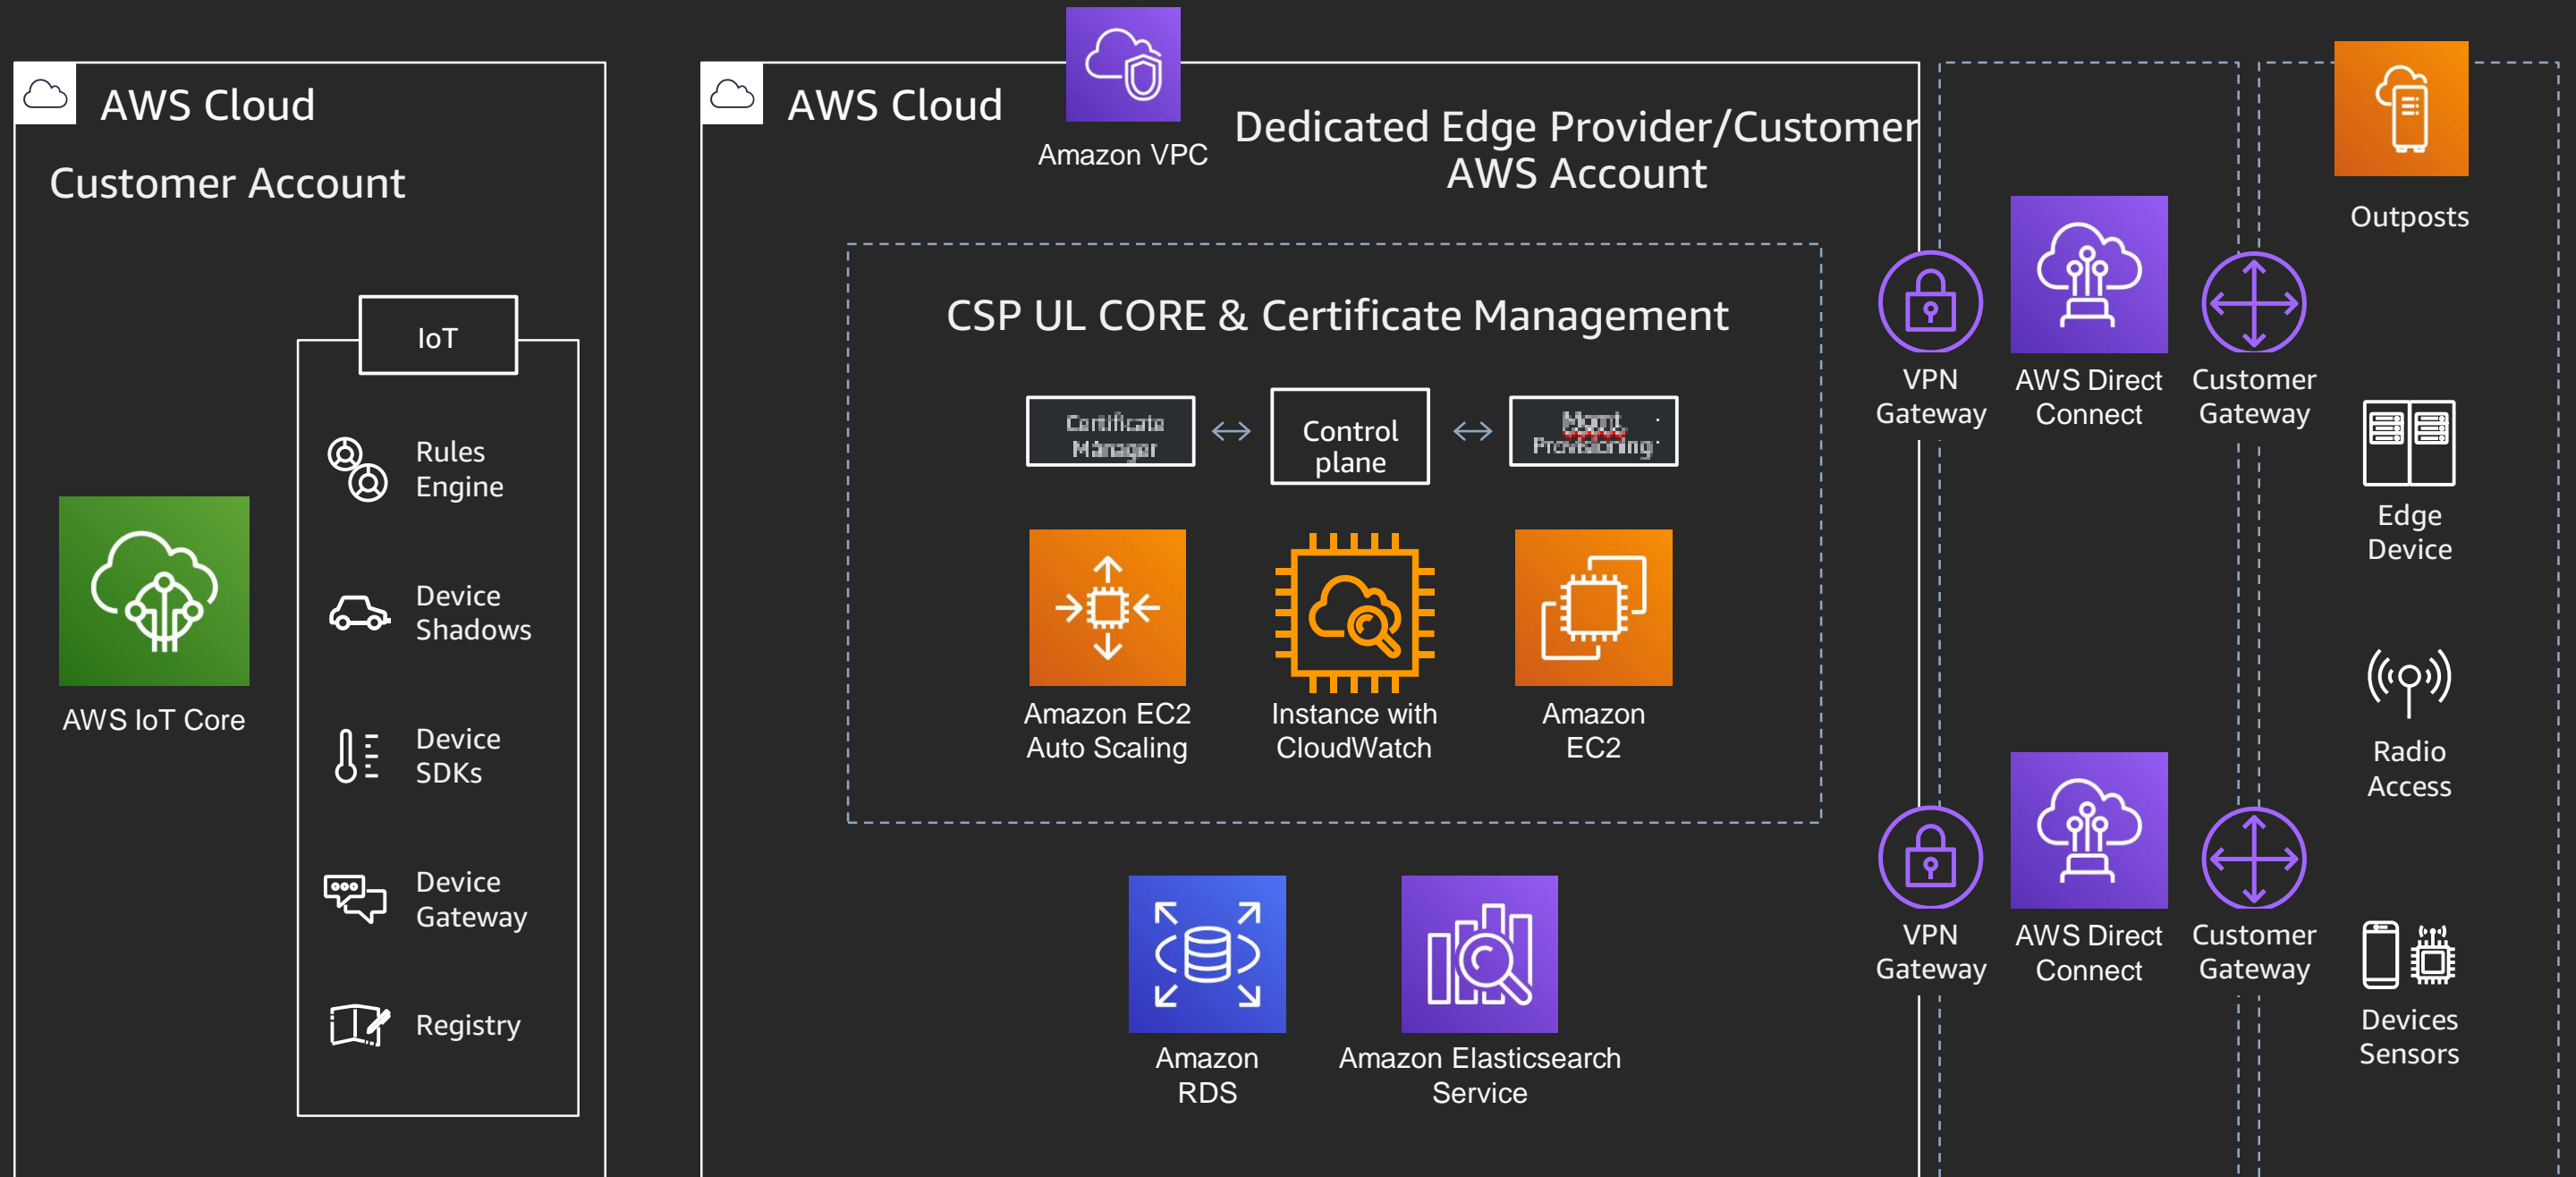 AWS Cloud
Customer Account
IoT
Rules
Engine
Device
Shadows
Device
SDKs
Device
Gateway
Registry
AWS IoT Core
AWS Cloud
Amazon VPC
Dedicated Edge Provider/Customer
AWS Account
CSP UL CORE & Certificate Management
Certificate
Manager
Control
plane
Mgmt.
Provisioning
Amazon EC2
Auto Scaling
Instance with
CloudWatch
Amazon
EC2
Amazon
RDS
Amazon Elasticsearch
Service
VPN
Gateway
AWS Direct
Connect
Customer
Gateway
VPN
Gateway
AWS Direct
Connect
Customer
Gateway
Outposts
Edge
Device
Radio
Access
Devices
Sensors